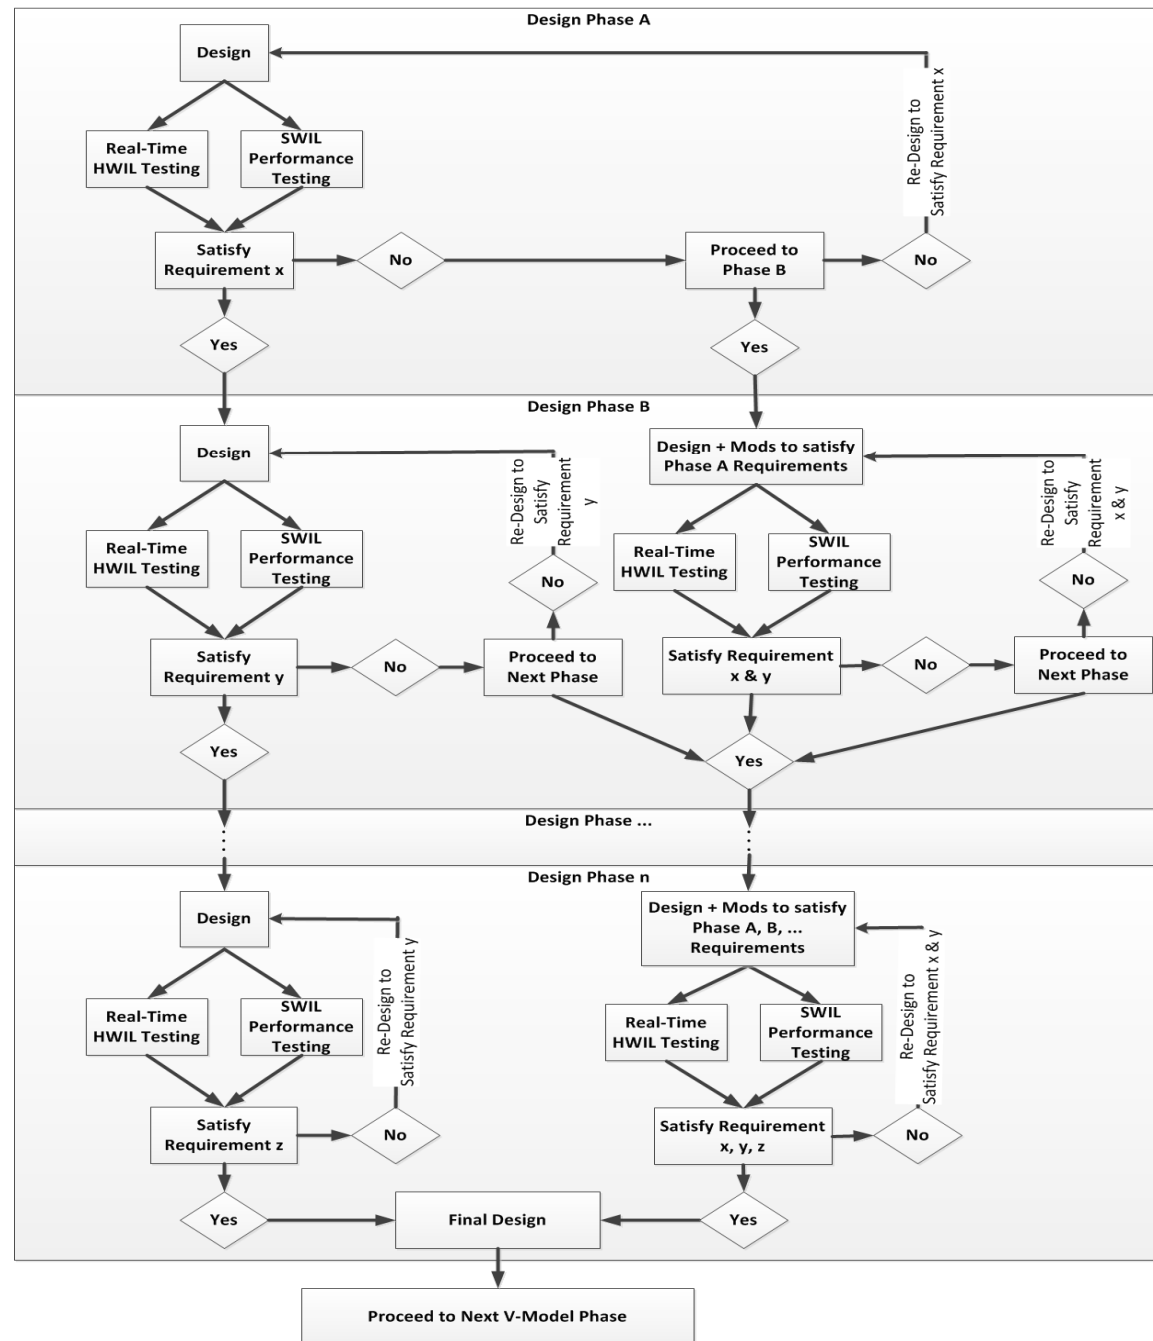 Design Phase A
Design
Re-Design to
Satisfy Requirement x
Real-Time
HWIL Testing
SWIL
Performance
Testing
Satisfy
Requirement x
No
Proceed to
Phase B
No
Yes
Yes
Design Phase B
Design
Re-Design to
Satisfy
Requirement
y
Design + Mods to satisfy
Phase A Requirements
Re-Design to
Satisfy
Requirement
x & y
Real-Time
HWIL Testing
SWIL
Performance
Testing
No
Real-Time
HWIL Testing
SWIL
Performance
Testing
No
Satisfy
Requirement y
No
Proceed to
Next Phase
Satisfy Requirement
x & y
No
Proceed to
Next Phase
Yes
Yes
Design Phase ...
Design Phase n
Design
Re-Design to
Satisfy Requirement y
Design + Mods to satisfy
Phase A, B, ...
Requirements
Re-Design to
Satisfy Requirement x & y
Real-Time
HWIL Testing
SWIL
Performance
Testing
Real-Time
HWIL Testing
SWIL
Performance
Testing
Satisfy
Requirement z
No
Satisfy Requirement
x, y, z
No
Yes
Final Design
Yes
Proceed to Next V-Model Phase